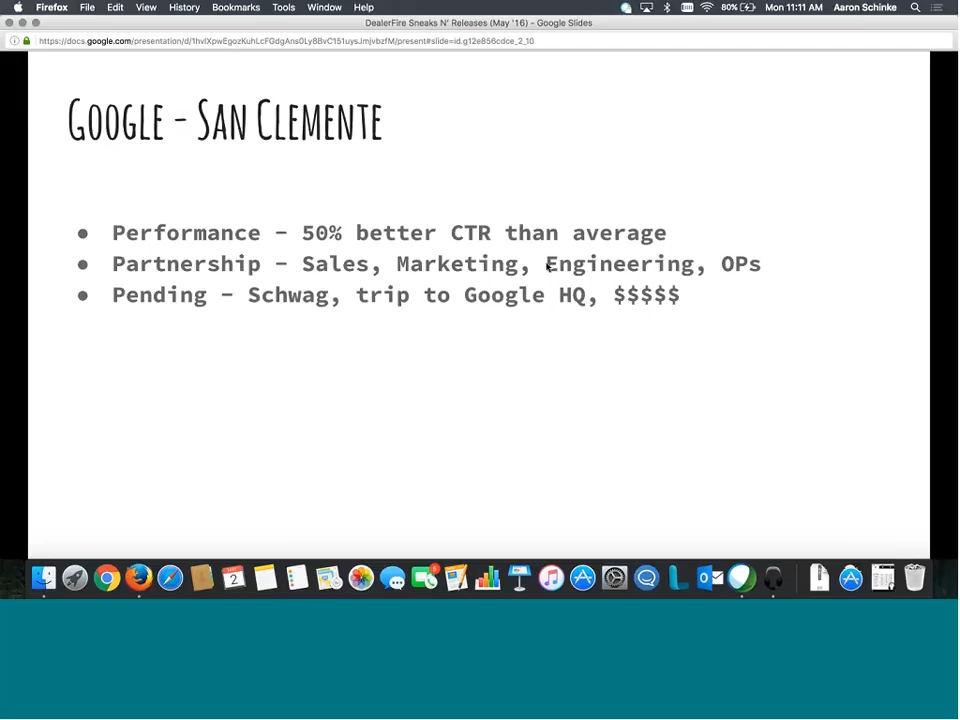 Firefox File Edit View History Bookmarks Tools Window Help 80% Mon 11:11 AM Aaron Schinke
DealerFire Sneaks N' Releases (May '16) - Google Slides
Google - San Clemente
● Performance - 50% better CTR than average
● Partnership - Sales, Marketing, Engineering, OPs
● Pending - Schwag, trip to Google HQ, $$$$$